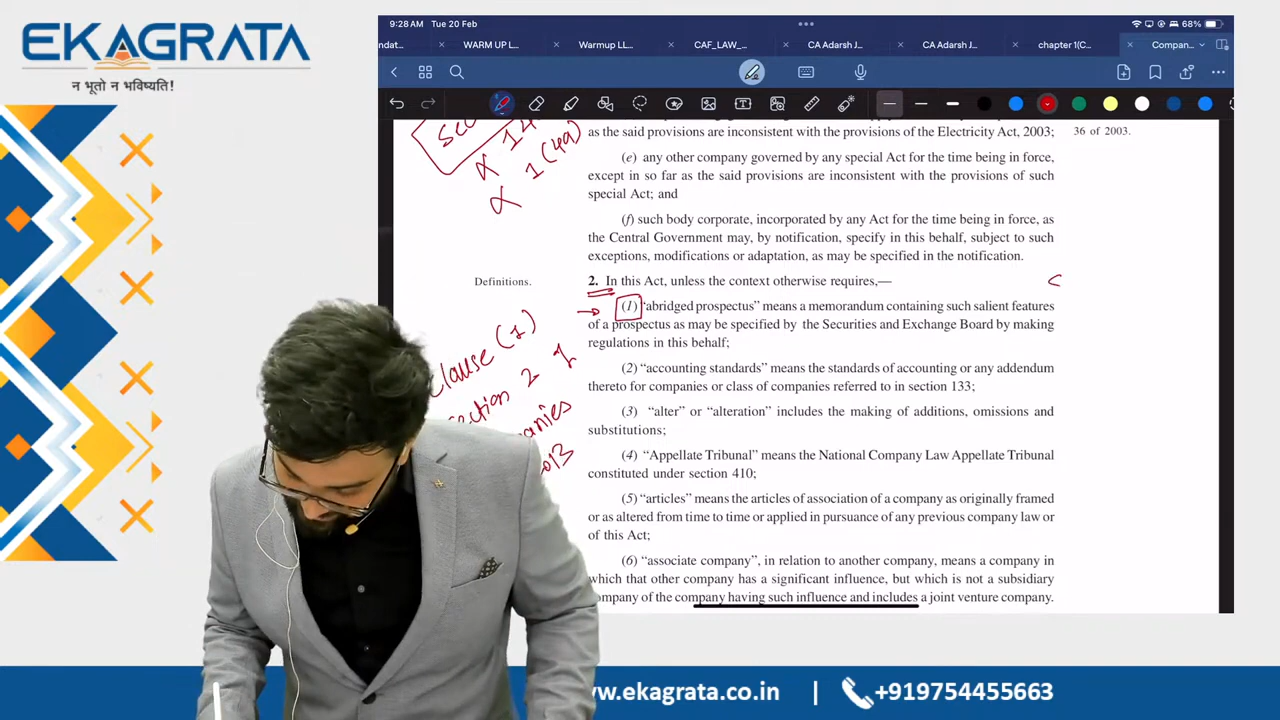 EKAGRATA
न भूतो न भविष्यति!
9:28 AM Tue 20 Feb
68%
ndat..
WARM UP L...
Warmup LL...
CAF_LAW_...
CA Adarsh J...
CA Adarsh J...
chapter 1(C...
Compan...
as the said provisions are inconsistent with the provisions of the Electricity Act, 2003;
36 of 2003.
(e) any other company governed by any special Act for the time being in force,
except in so far as the said provisions are inconsistent with the provisions of such
special Act; and
1(4a)
(f) such body corporate, incorporated by any Act for the time being in force, as
the Central Government may, by notification, specify in this behalf, subject to such
exceptions, modifications or adaptation, as may be specified in the notification.
Definitions.
2. In this Act, unless the context otherwise requires,—
(1) “abridged prospectus” means a memorandum containing such salient features
of a prospectus as may be specified by the Securities and Exchange Board by making
regulations in this behalf;
(2) “accounting standards” means the standards of accounting or any addendum
thereto for companies or class of companies referred to in section 133;
(3) “alter” or “alteration” includes the making of additions, omissions and
substitutions;
(4) “Appellate Tribunal” means the National Company Law Appellate Tribunal
constituted under section 410;
(5) “articles” means the articles of association of a company as originally framed
or as altered from time to time or applied in pursuance of any previous company law or
of this Act;
(6) “associate company”, in relation to another company, means a company in
which that other company has a significant influence, but which is not a subsidiary
ompany of the company having such influence and includes a joint venture company.
lause (1)
ction 2 of
anies
013
ww.ekagrata.co.in | +919754455663